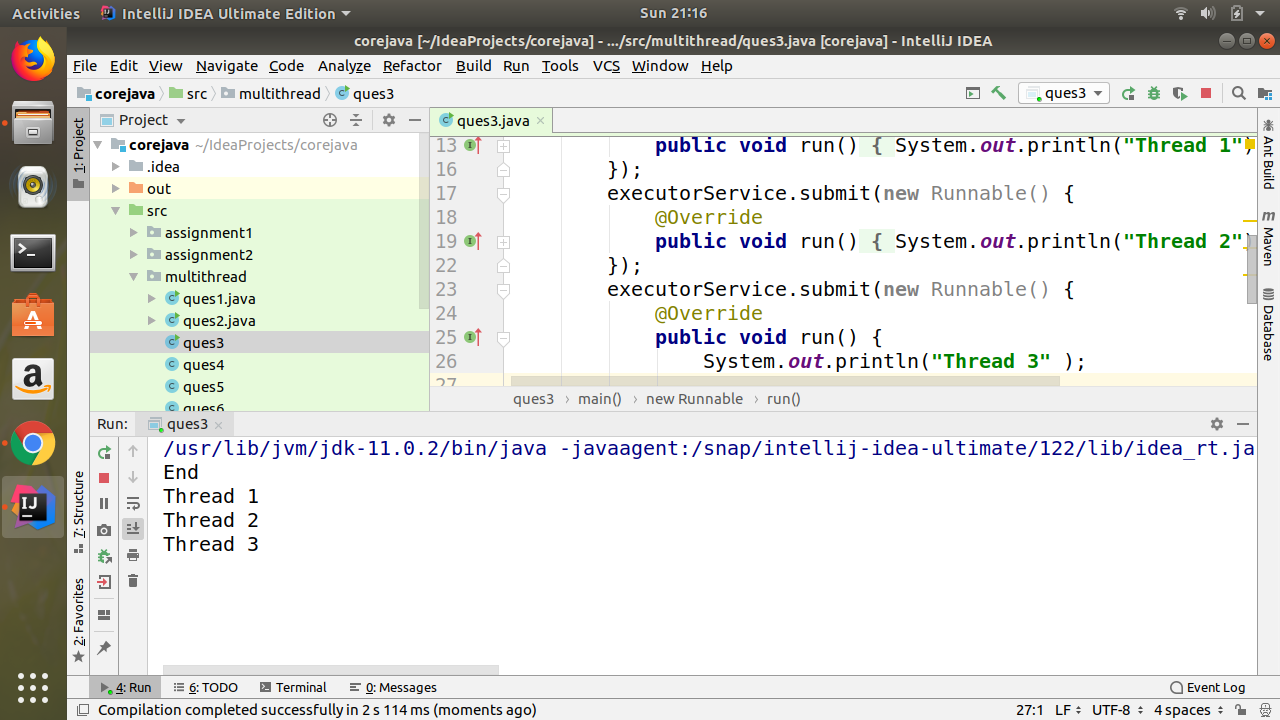 Activities IntelliJ IDEA Ultimate Edition Sun 21:16
corejava [~/IdeaProjects/corejava] - .../src/multithread/ques3.java [corejava] - IntelliJ IDEA
File Edit View Navigate Code Analyze Refactor Build Run Tools VCS Window Help
corejava src multithread ques3 ques3
1: Project
Project
corejava ~/IdeaProjects/corejava
.idea
out
src
assignment1
assignment2
multithread
ques1.java
ques2.java
ques3
ques4
ques5
ques6
ques3.java
13 public void run() { System.out.println("Thread 1")
16 });
17 executorService.submit(new Runnable() {
18 @Override
19 public void run() { System.out.println("Thread 2")
22 });
23 executorService.submit(new Runnable() {
24 @Override
25 public void run() {
26 System.out.println("Thread 3" );
27
ques3 › main() › new Runnable › run()
Ant Build
m Maven
Database
Run: ques3
/usr/lib/jvm/jdk-11.0.2/bin/java -javaagent:/snap/intellij-idea-ultimate/122/lib/idea_rt.ja
End
Thread 1
Thread 2
Thread 3
7: Structure
2: Favorites
4: Run 6: TODO Terminal 0: Messages Event Log
Compilation completed successfully in 2 s 114 ms (moments ago) 27:1 LF UTF-8 4 spaces